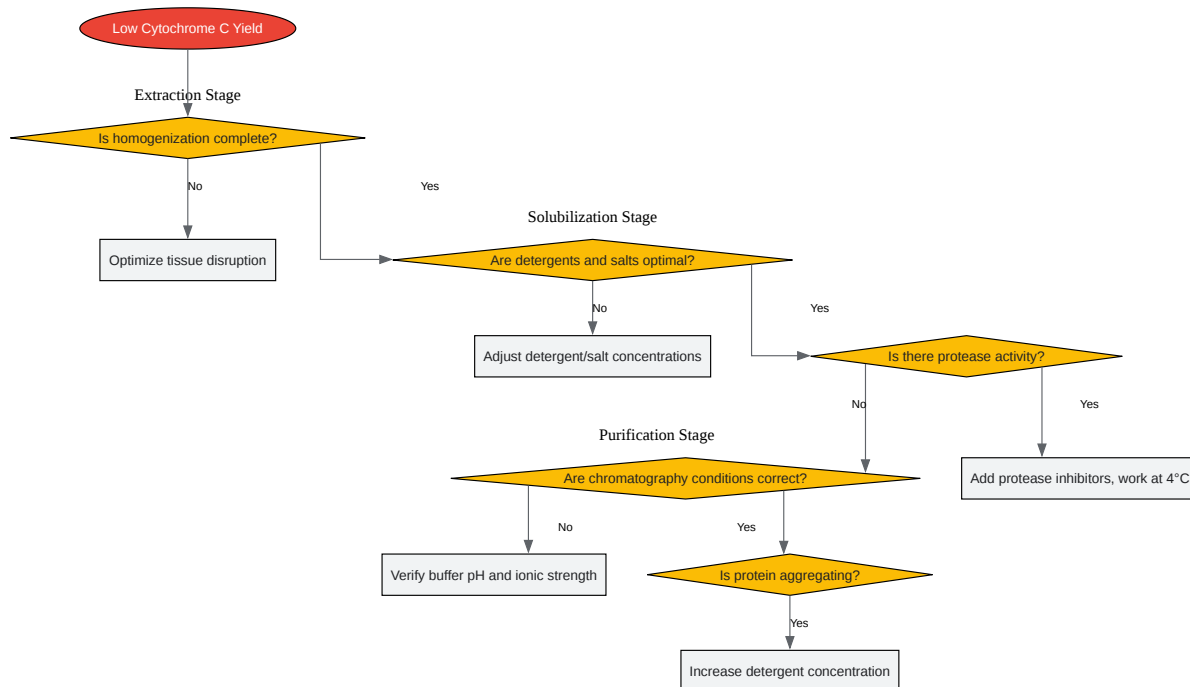 Low Cytochrome C Yield
Extraction Stage
Is homogenization complete?
No
Yes
Optimize tissue disruption
Solubilization Stage
Are detergents and salts optimal?
No
Yes
Adjust detergent/salt concentrations
Is there protease activity?
No
Yes
Purification Stage
Are chromatography conditions correct?
Add protease inhibitors, work at 4°C
No
Yes
Verify buffer pH and ionic strength
Is protein aggregating?
Yes
Increase detergent concentration